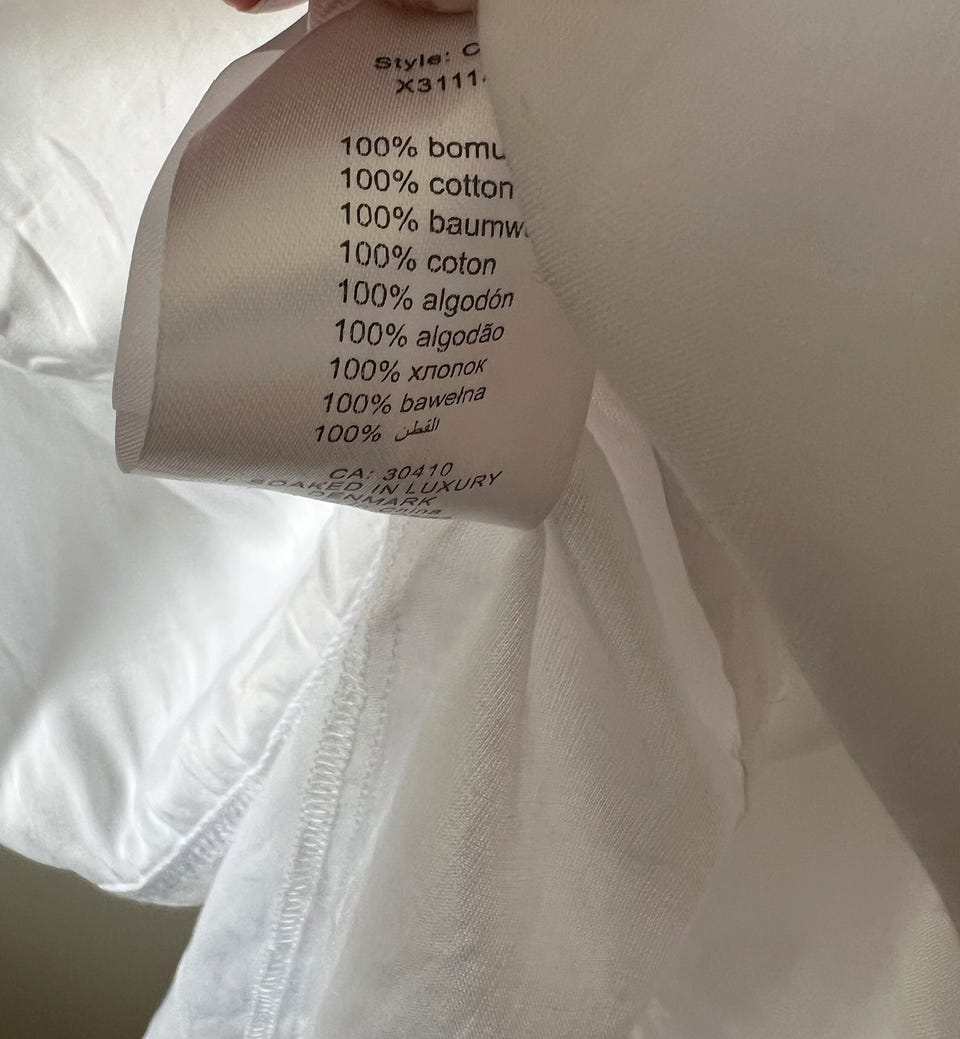 Style: C
X3111
100% bomu
100% cotton
100% baumw
100% coton
100% algodón
100% algodão
100% хлопок
100% bawełna
100% القطن
CA: 30410
SOAKED IN LUXURY
DENMARK
China